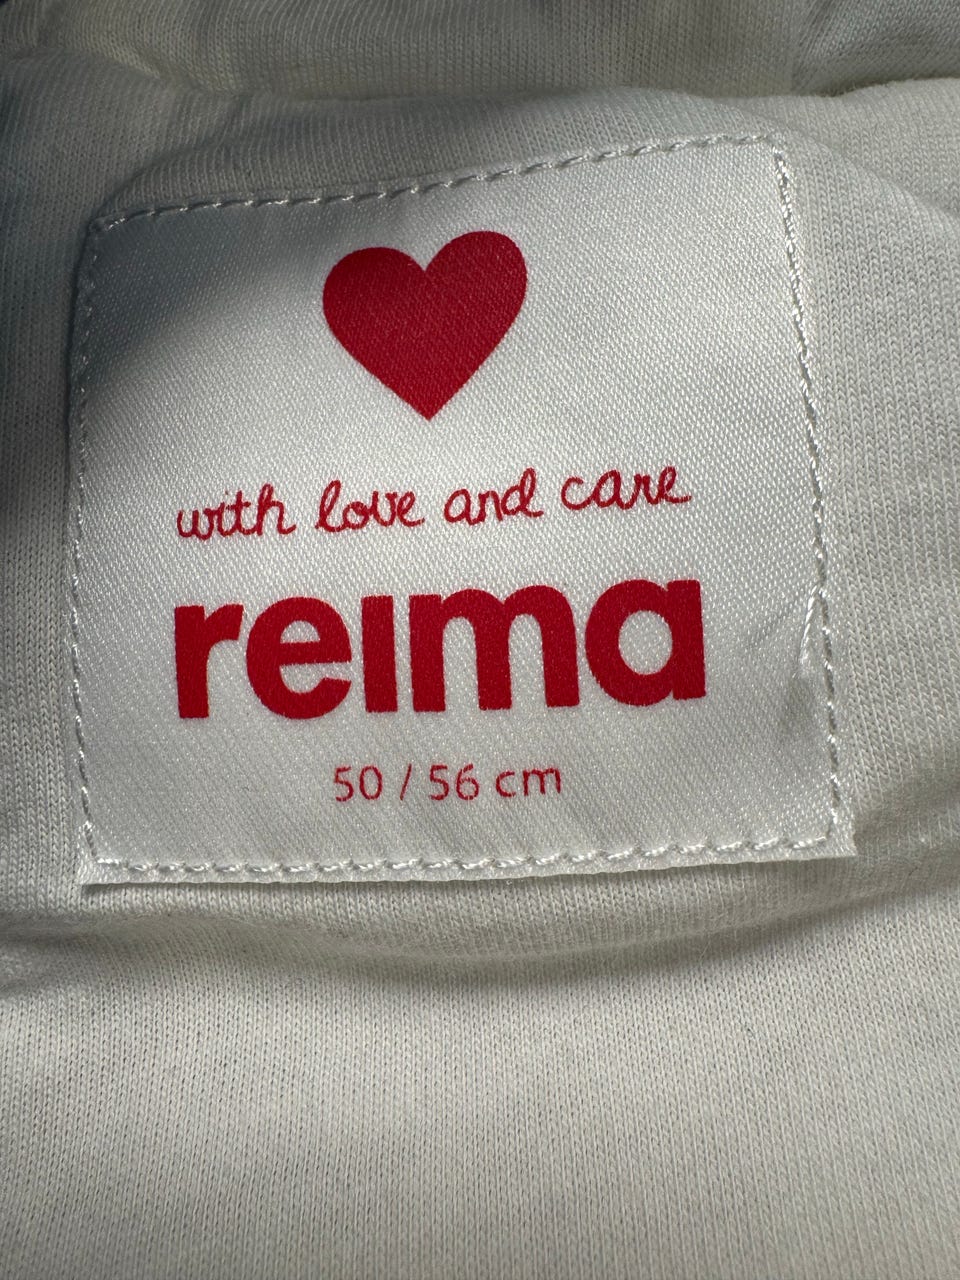 with love and care
reima
50 / 56 cm